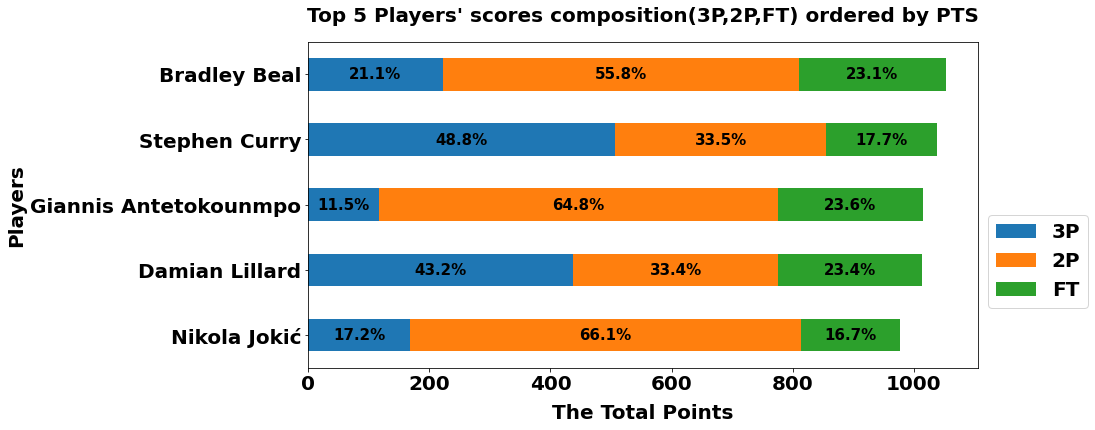 Top 5 Players' scores composition(3P,2P,FT) ordered by PTS
Players
Bradley Beal
21.1% 55.8% 23.1%
Stephen Curry
48.8% 33.5% 17.7%
Giannis Antetokounmpo
11.5% 64.8% 23.6%
Damian Lillard
43.2% 33.4% 23.4%
Nikola Jokić
17.2% 66.1% 16.7%
0 200 400 600 800 1000
The Total Points
3P
2P
FT